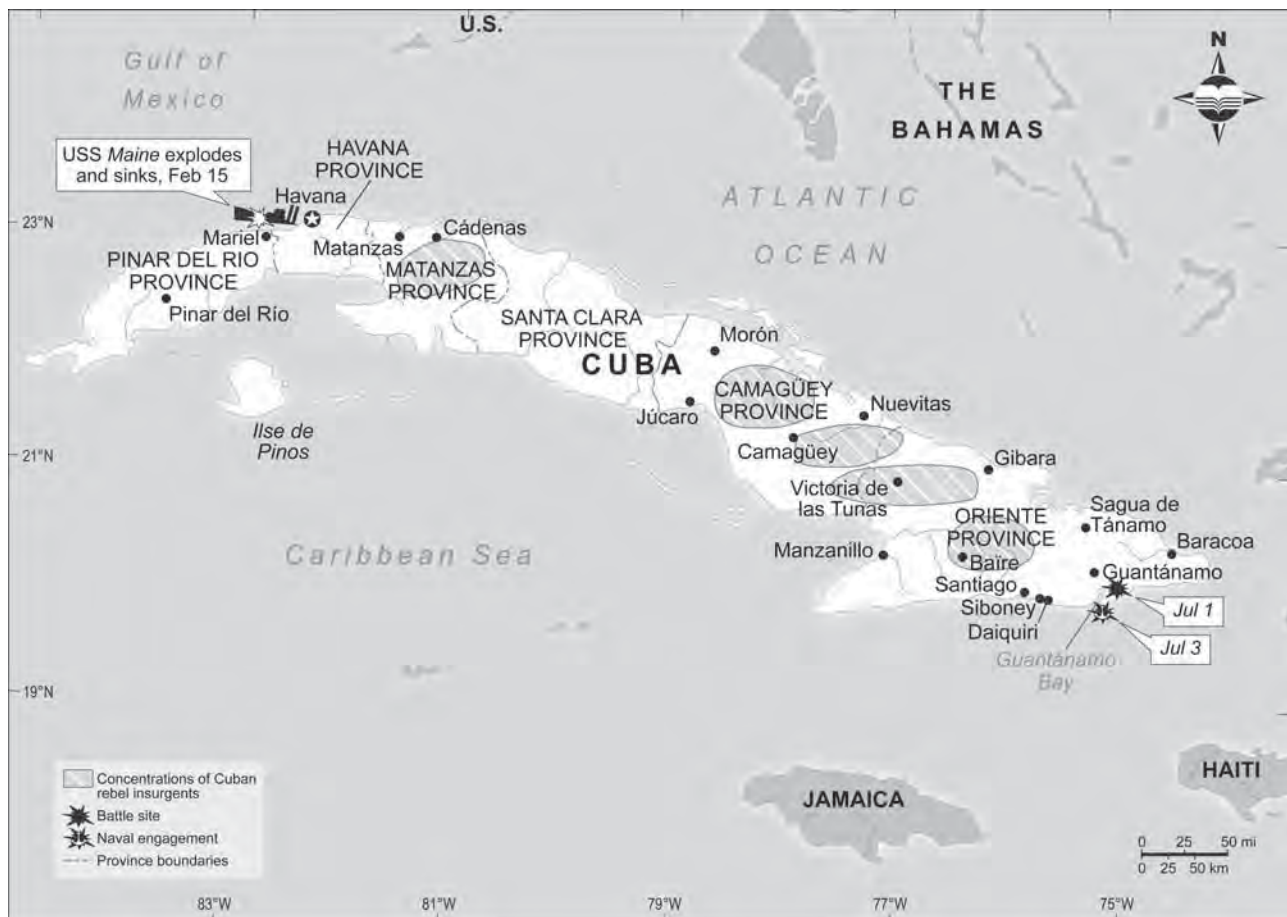 U.S.
Gulf of
Mexico
N
THE
BAHAMAS
USS Maine explodes
and sinks, Feb 15
HAVANA
PROVINCE
Havana
ATLANTIC
OCEAN
23°N
Mariel
Matanzas
Cádenas
PINAR DEL RIO
PROVINCE
MATANZAS
PROVINCE
Pinar del Río
SANTA CLARA
PROVINCE
CUBA
Morón
CAMAGÜEY
PROVINCE
Júcaro
Nuevitas
Ilse de
Pinos
21°N
Camagüey
Gibara
Victoria de
las Tunas
Sagua de
Tánamo
ORIENTE
PROVINCE
Caribbean Sea
Manzanillo
Baïre
Baracoa
Guantánamo
Santiago
Siboney
Daiquiri
Jul 1
Jul 3
Guantánamo
Bay
19°N
Concentrations of Cuban
rebel insurgents
Battle site
Naval engagement
Province boundaries
JAMAICA
HAITI
0 25 50 mi
0 25 50 km
83°W
81°W
79°W
77°W
75°W